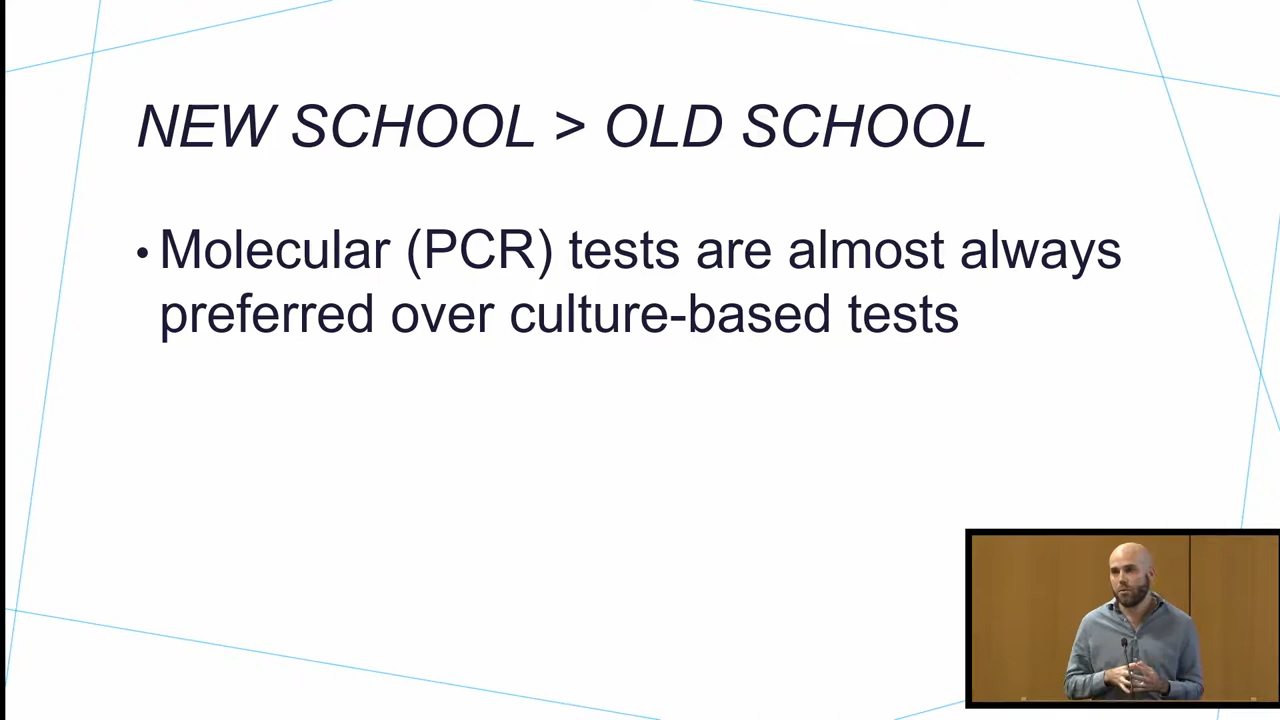 NEW SCHOOL > OLD SCHOOL
• Molecular (PCR) tests are almost always
preferred over culture-based tests